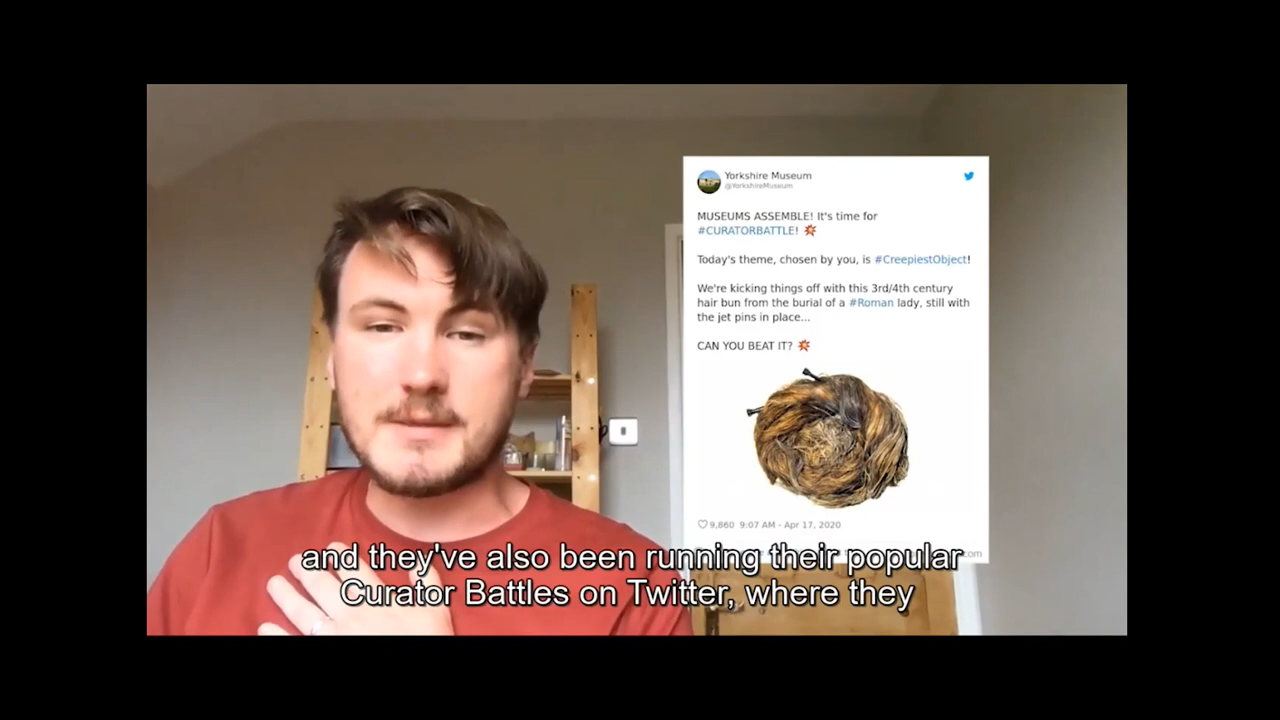 Yorkshire Museum
@YorkshireMuseum
MUSEUMS ASSEMBLE! It's time for
#CURATORBATTLE! 💥
Today's theme, chosen by you, is #CreepiestObject!
We're kicking things off with this 3rd/4th century
hair bun from the burial of a #Roman lady, still with
the jet pins in place...
CAN YOU BEAT IT? 💥
9,860 9:07 AM - Apr 17, 2020
com
and they've also been running their popular
Curator Battles on Twitter, where they